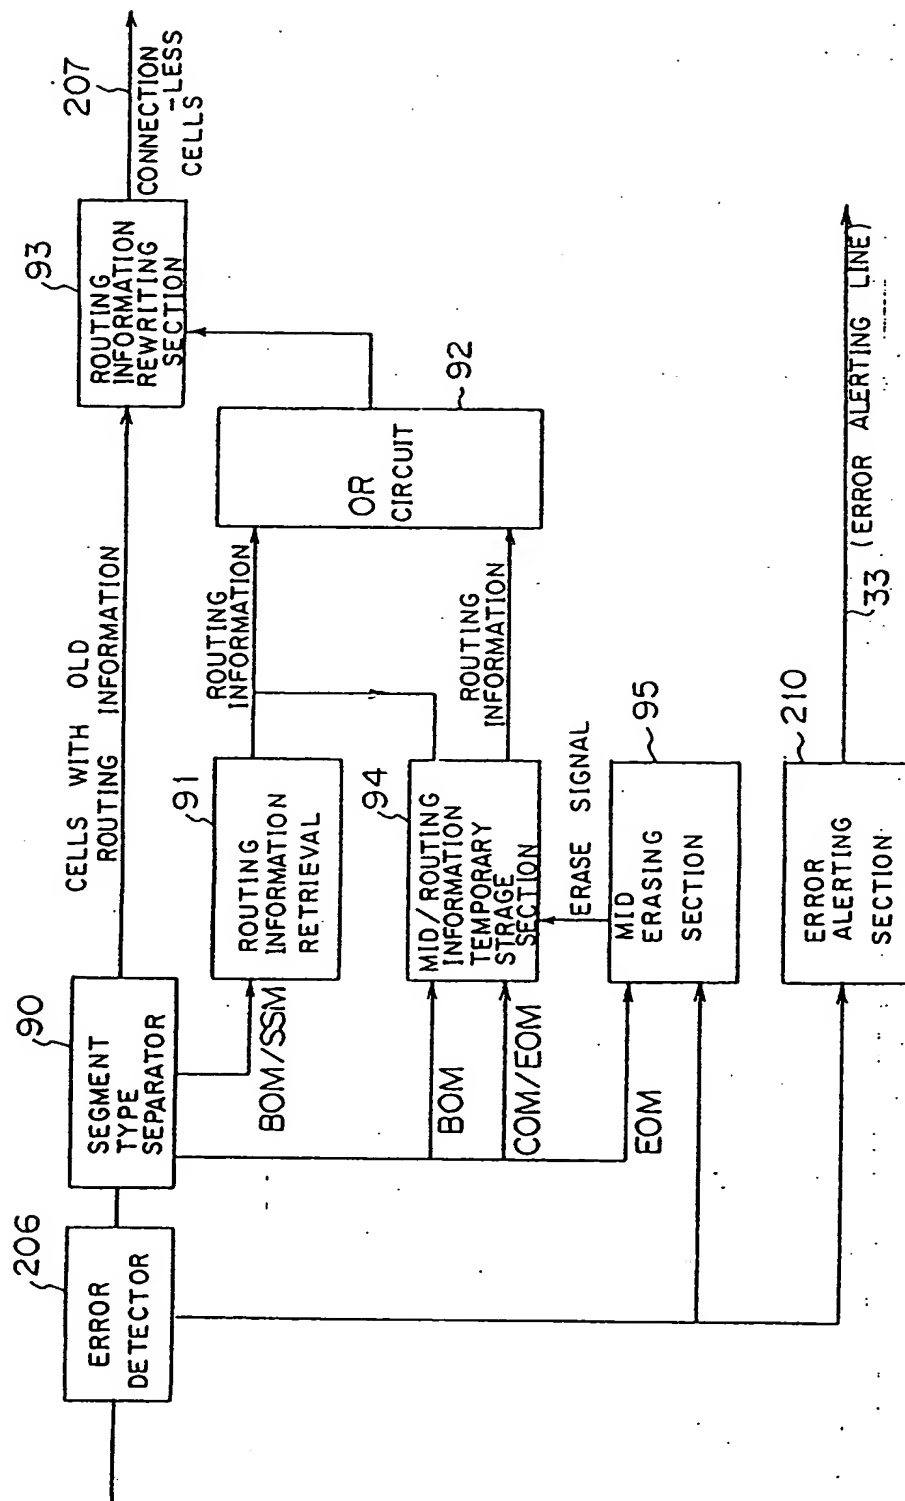 206
ERROR
DETECTOR
90
SEGMENT
TYPE
SEPARATOR
CELLS WITH OLD
ROUTING INFORMATION
93
ROUTING
INFORMATION
REWRITING
SECTION
207
CONNECTION
-LESS
CELLS
BOM/SSM
91
ROUTING
INFORMATION
RETRIEVAL
ROUTING
INFORMATION
OR
CIRCUIT
92
BOM
COM/EOM
94
MID/ROUTING
INFORMATION
TEMPORARY
STRAGE
SECTION
ROUTING
INFORMATION
ERASE SIGNAL
EOM
MID
ERASING
SECTION
95
ERROR
ALERTING
SECTION
210
33 (ERROR ALERTING LINE)